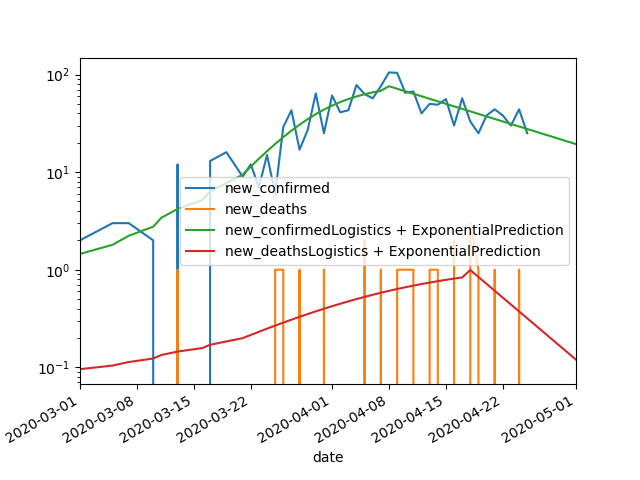 10²
10¹
10⁰
10⁻¹
new_confirmed
new_deaths
new_confirmedLogistics + ExponentialPrediction
new_deathsLogistics + ExponentialPrediction
2020-03-01
2020-03-08
2020-03-15
2020-03-22
2020-04-01
2020-04-08
2020-04-15
2020-04-22
2020-05-01
date